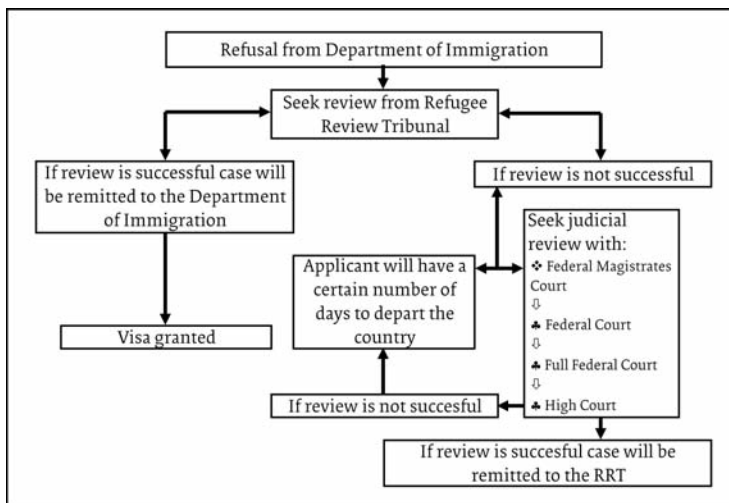 Refusal from Department of Immigration
Seek review from Refugee
Review Tribunal
If review is successful case will
be remitted to the Department
of Immigration
If review is not successful
Seek judicial
review with:
❖ Federal Magistrates
Court
⇩
♣ Federal Court
⇩
♣ Full Federal Court
⇩
♣ High Court
Applicant will have a
certain number of
days to depart the
country
Visa granted
If review is not succesful
If review is succesful case will be
remitted to the RRT